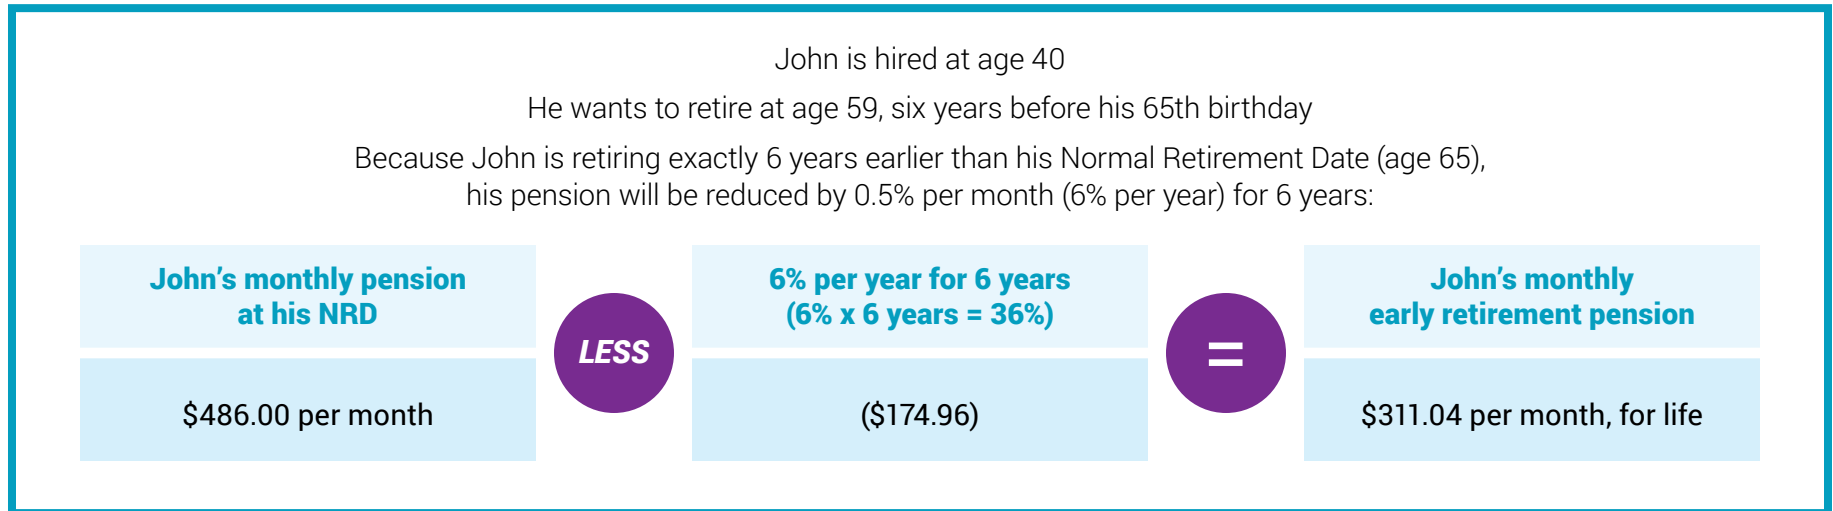 John is hired at age 40
He wants to retire at age 59, six years before his 65th birthday
Because John is retiring exactly 6 years earlier than his Normal Retirement Date (age 65),
his pension will be reduced by 0.5% per month (6% per year) for 6 years:
John’s monthly pension
at his NRD
$486.00 per month
LESS
6% per year for 6 years
(6% x 6 years = 36%)
($174.96)
=
John’s monthly
early retirement pension
$311.04 per month, for life